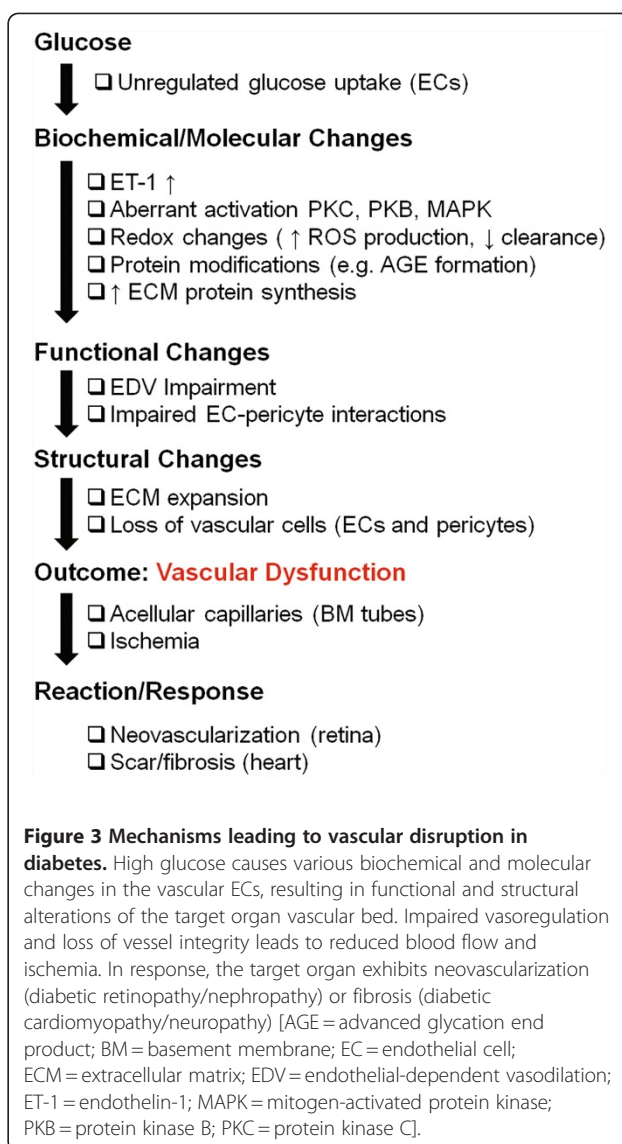 Glucose
❑ Unregulated glucose uptake (ECs)
Biochemical/Molecular Changes
❑ ET-1 ↑
❑ Aberrant activation PKC, PKB, MAPK
❑ Redox changes ( ↑ ROS production, ↓ clearance)
❑ Protein modifications (e.g. AGE formation)
❑ ↑ ECM protein synthesis
Functional Changes
❑ EDV Impairment
❑ Impaired EC-pericyte interactions
Structural Changes
❑ ECM expansion
❑ Loss of vascular cells (ECs and pericytes)
Outcome: Vascular Dysfunction
❑ Acellular capillaries (BM tubes)
❑ Ischemia
Reaction/Response
❑ Neovascularization (retina)
❑ Scar/fibrosis (heart)
Figure 3 Mechanisms leading to vascular disruption in
diabetes. High glucose causes various biochemical and molecular
changes in the vascular ECs, resulting in functional and structural
alterations of the target organ vascular bed. Impaired vasoregulation
and loss of vessel integrity leads to reduced blood flow and
ischemia. In response, the target organ exhibits neovascularization
(diabetic retinopathy/nephropathy) or fibrosis (diabetic
cardiomyopathy/neuropathy) [AGE = advanced glycation end
product; BM = basement membrane; EC = endothelial cell;
ECM = extracellular matrix; EDV = endothelial-dependent vasodilation;
ET-1 = endothelin-1; MAPK = mitogen-activated protein kinase;
PKB = protein kinase B; PKC = protein kinase C].